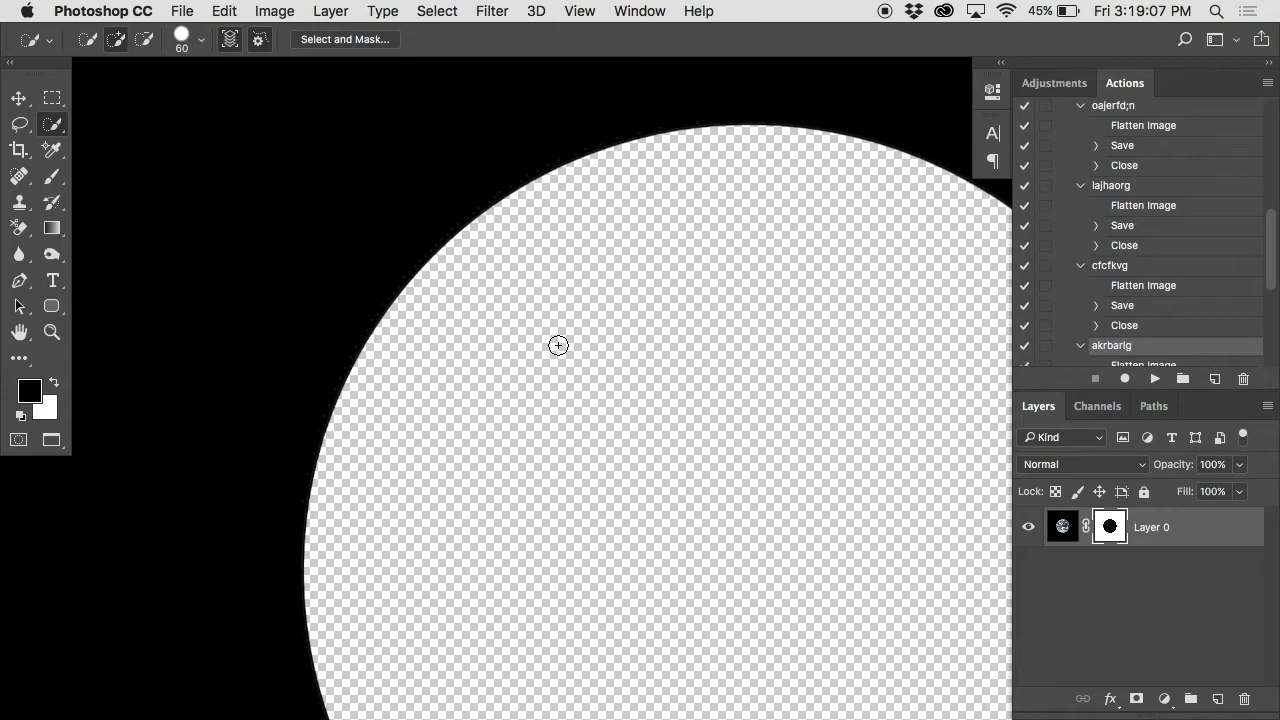 Photoshop CC File Edit Image Layer Type Select Filter 3D View Window Help 45% Fri 3:19:07 PM
60 Select and Mask...
Adjustments Actions
oajerfd;n
Flatten Image
Save
Close
lajhaorg
Flatten Image
Save
Close
cfcfkvg
Flatten Image
Save
Close
akrbarlg
Flatten Image
Layers Channels Paths
Kind
Normal Opacity: 100%
Lock: Fill: 100%
Layer 0